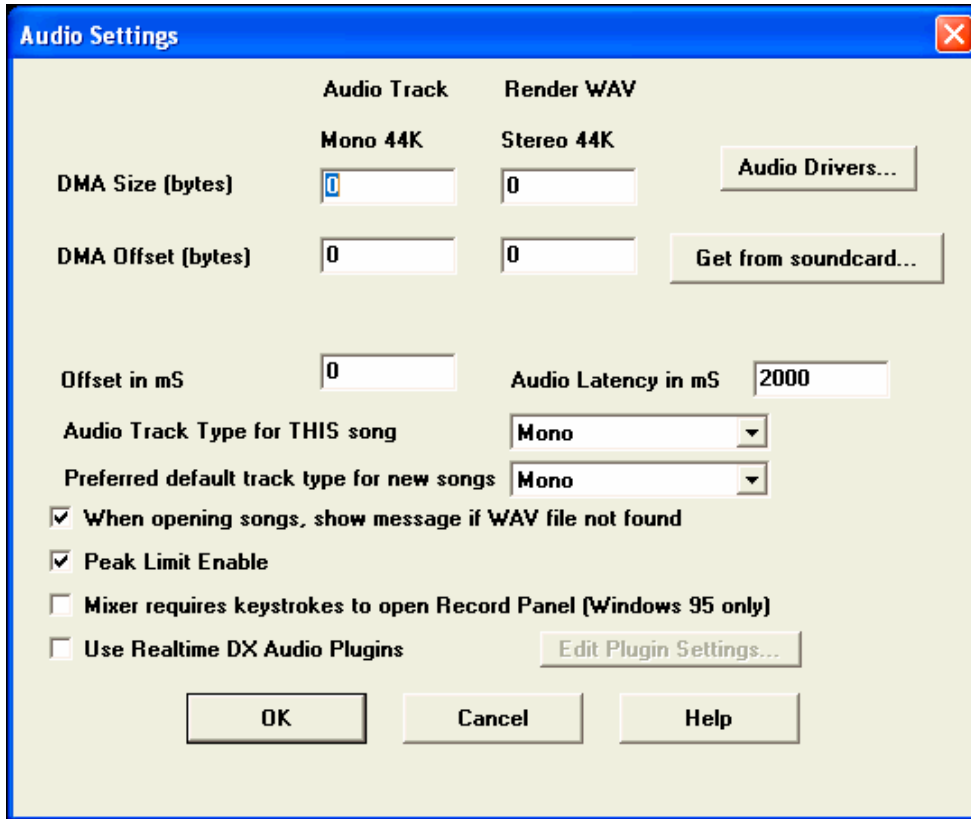 Audio Settings
Audio Track Render WAV
Mono 44K Stereo 44K
DMA Size (bytes) 0 0 Audio Drivers...
DMA Offset (bytes) 0 0 Get from soundcard...
Offset in mS 0 Audio Latency in mS 2000
Audio Track Type for THIS song Mono
Preferred default track type for new songs Mono
When opening songs, show message if WAV file not found
Peak Limit Enable
Mixer requires keystrokes to open Record Panel (Windows 95 only)
Use Realtime DX Audio Plugins Edit Plugin Settings...
OK Cancel Help